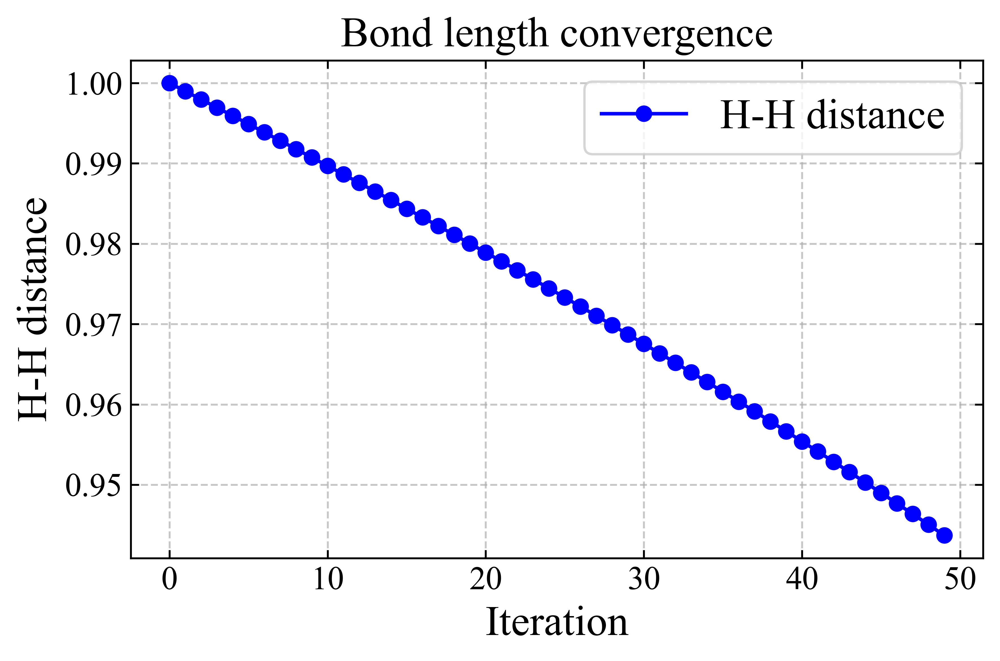 Bond length convergence
H-H distance
1.00
0.99
0.98
0.97
0.96
0.95
H-H distance
0 10 20 30 40 50
Iteration